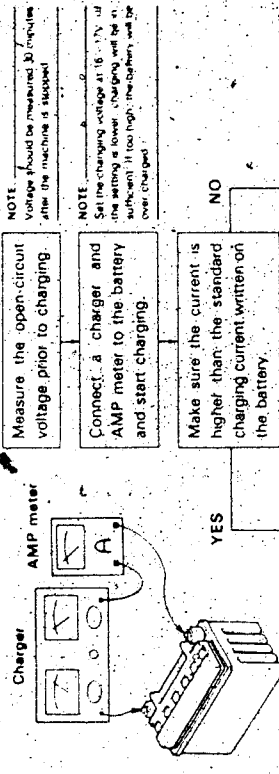 Charger
AMP meter
A
Measure the open-circuit
voltage prior to charging.
NOTE
Voltage should be measured 30 minutes
after the machine is stopped
Connect a charger and
AMP meter to the battery
and start charging.
NOTE
Set the charging voltage at 16 - 17V. If
the setting is lower, charging will be in
sufficient. If too high, the battery will be
over charged
Make sure the current is
higher than the standard
charging current written on
the battery.
YES
NO